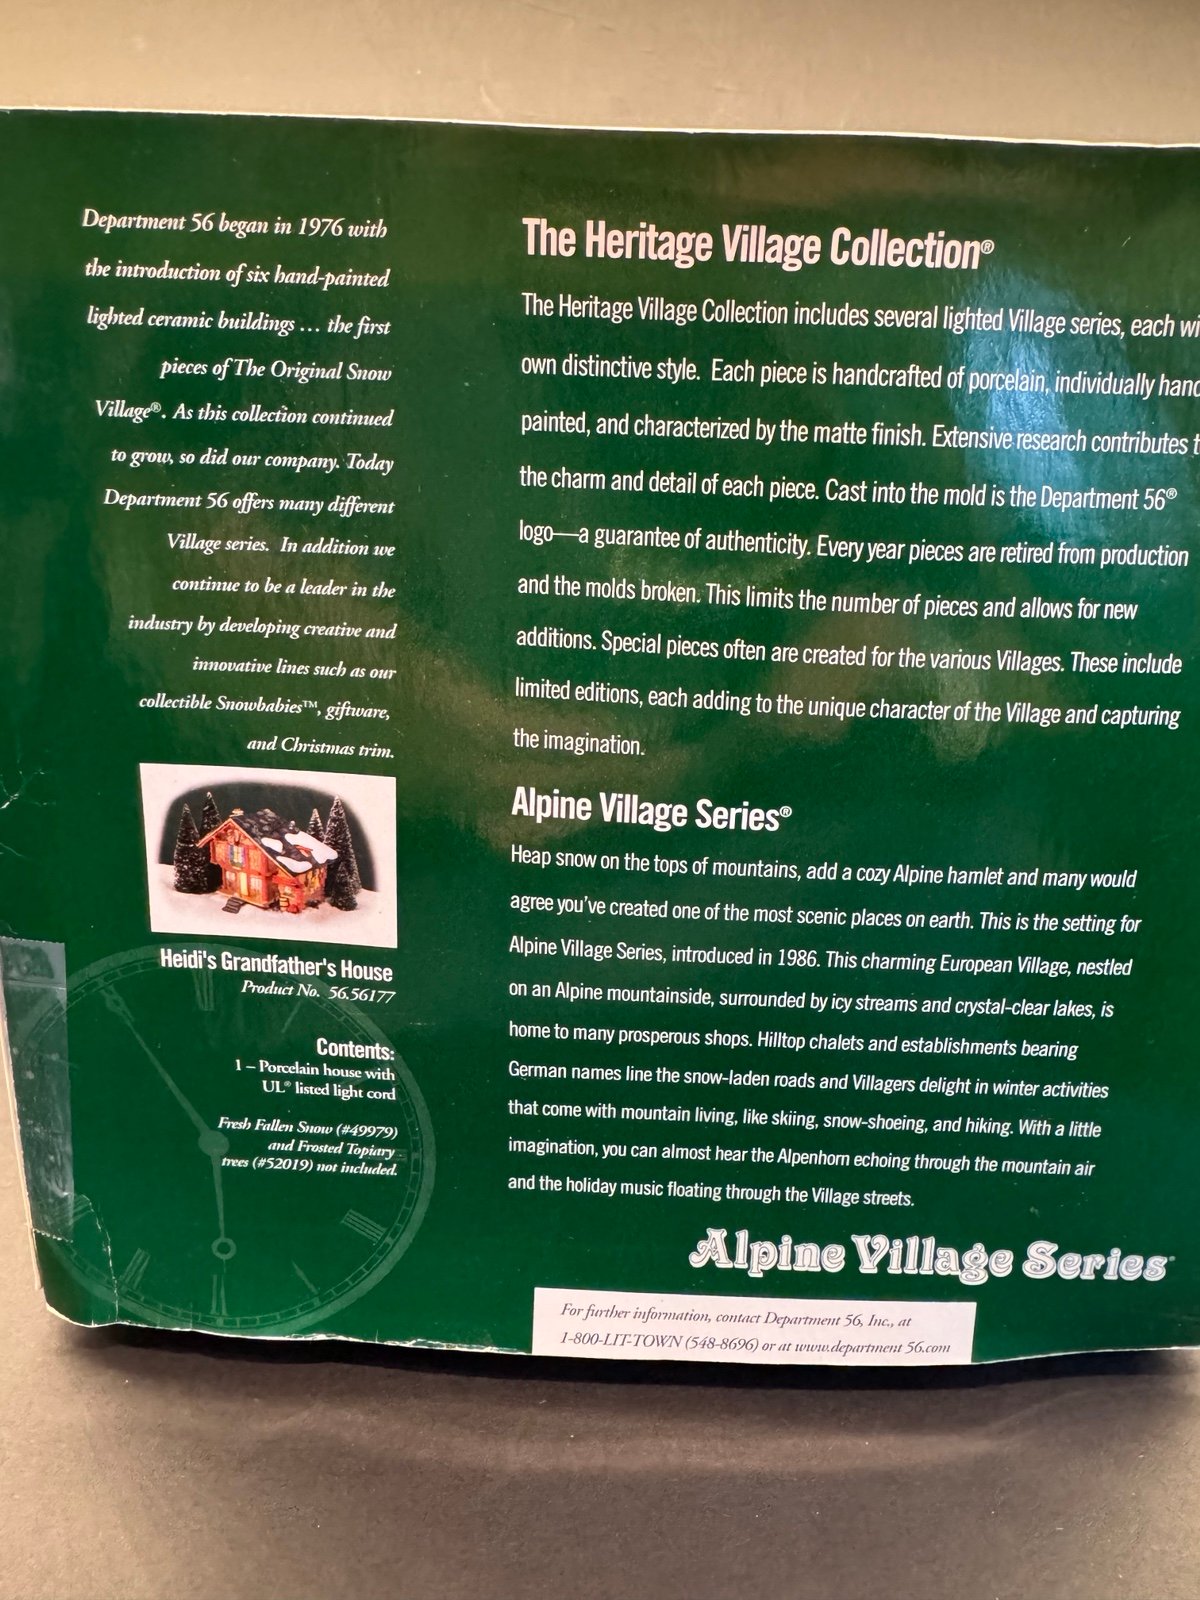 Department 56 began in 1976 with
the introduction of six hand-painted
lighted ceramic buildings … the first
pieces of The Original Snow
Village®. As this collection continued
to grow, so did our company. Today
Department 56 offers many different
Village series. In addition we
continue to be a leader in the
industry by developing creative and
innovative lines such as our
collectible Snowbabies™, giftware,
and Christmas trim.
Heidi's Grandfather's House
Product No. 56.56177
Contents:
1 – Porcelain house with
UL® listed light cord
Fresh Fallen Snow (#49979)
and Frosted Topiary
trees (#52019) not included.
The Heritage Village Collection®
The Heritage Village Collection includes several lighted Village series, each
own distinctive style. Each piece is handcrafted of porcelain, individually hand
painted, and characterized by the matte finish. Extensive research contributes
the charm and detail of each piece. Cast into the mold is the Department 56®
logo—a guarantee of authenticity. Every year pieces are retired from production
and the molds broken. This limits the number of pieces and allows for new
additions. Special pieces often are created for the various Villages. These include
limited editions, each adding to the unique character of the Village and capturing
the imagination.
Alpine Village Series®
Heap snow on the tops of mountains, add a cozy Alpine hamlet and many would
agree you've created one of the most scenic places on earth. This is the setting for
Alpine Village Series, introduced in 1986. This charming European Village, nestled
on an Alpine mountainside, surrounded by icy streams and crystal-clear lakes, is
home to many prosperous shops. Hilltop chalets and establishments bearing
German names line the snow-laden roads and Villagers delight in winter activities
that come with mountain living, like skiing, snow-shoeing, and hiking. With a little
imagination, you can almost hear the Alpenhorn echoing through the mountain air
and the holiday music floating through the Village streets.
Alpine Village Series
For further information, contact Department 56, Inc., at
1-800-LIT-TOWN (548-8696) or at www.department 56.com